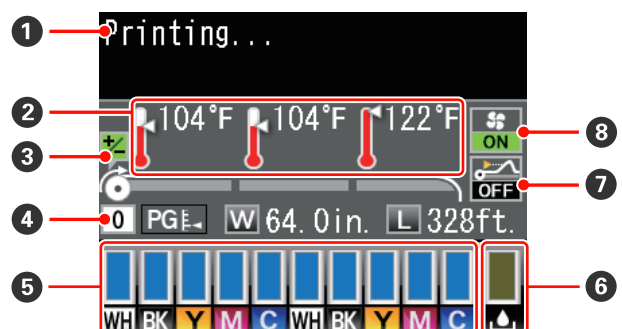 1 Printing...
2 104°F 104°F 122°F 8
3 ON
OFF 7
4 0 PG W 64.0in. L 328ft.
5 6
WH BK Y M C WH BK Y M C